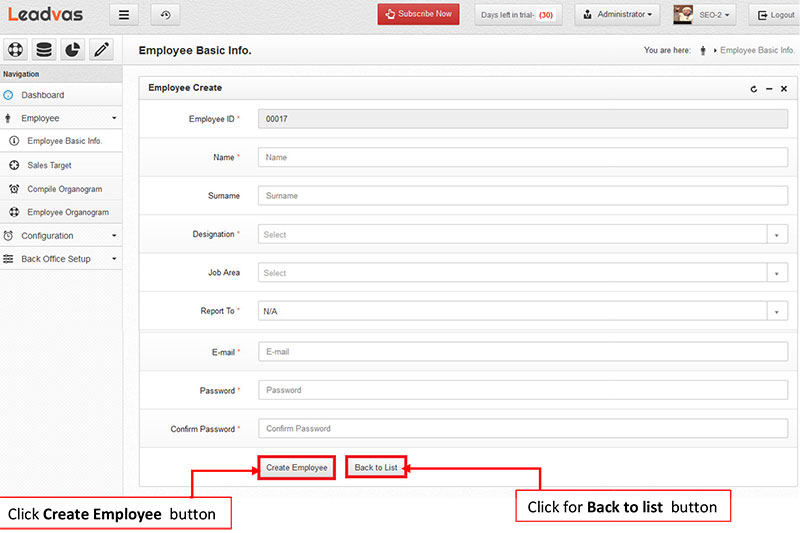 Leadvas
Subscribe Now
Days left in trial- (30)
Administrator
SEO-2
Logout
Employee Basic Info.
You are here: Employee Basic Info.
Navigation
Dashboard
Employee
Employee Basic Info.
Sales Target
Compile Organogram
Employee Organogram
Configuration
Back Office Setup
Employee Create
Employee ID * 00017
Name * Name
Surname Surname
Designation * Select
Job Area Select
Report To * N/A
E-mail * E-mail
Password * Password
Confirm Password * Confirm Password
Create Employee Back to List
Click Create Employee button
Click for Back to list button